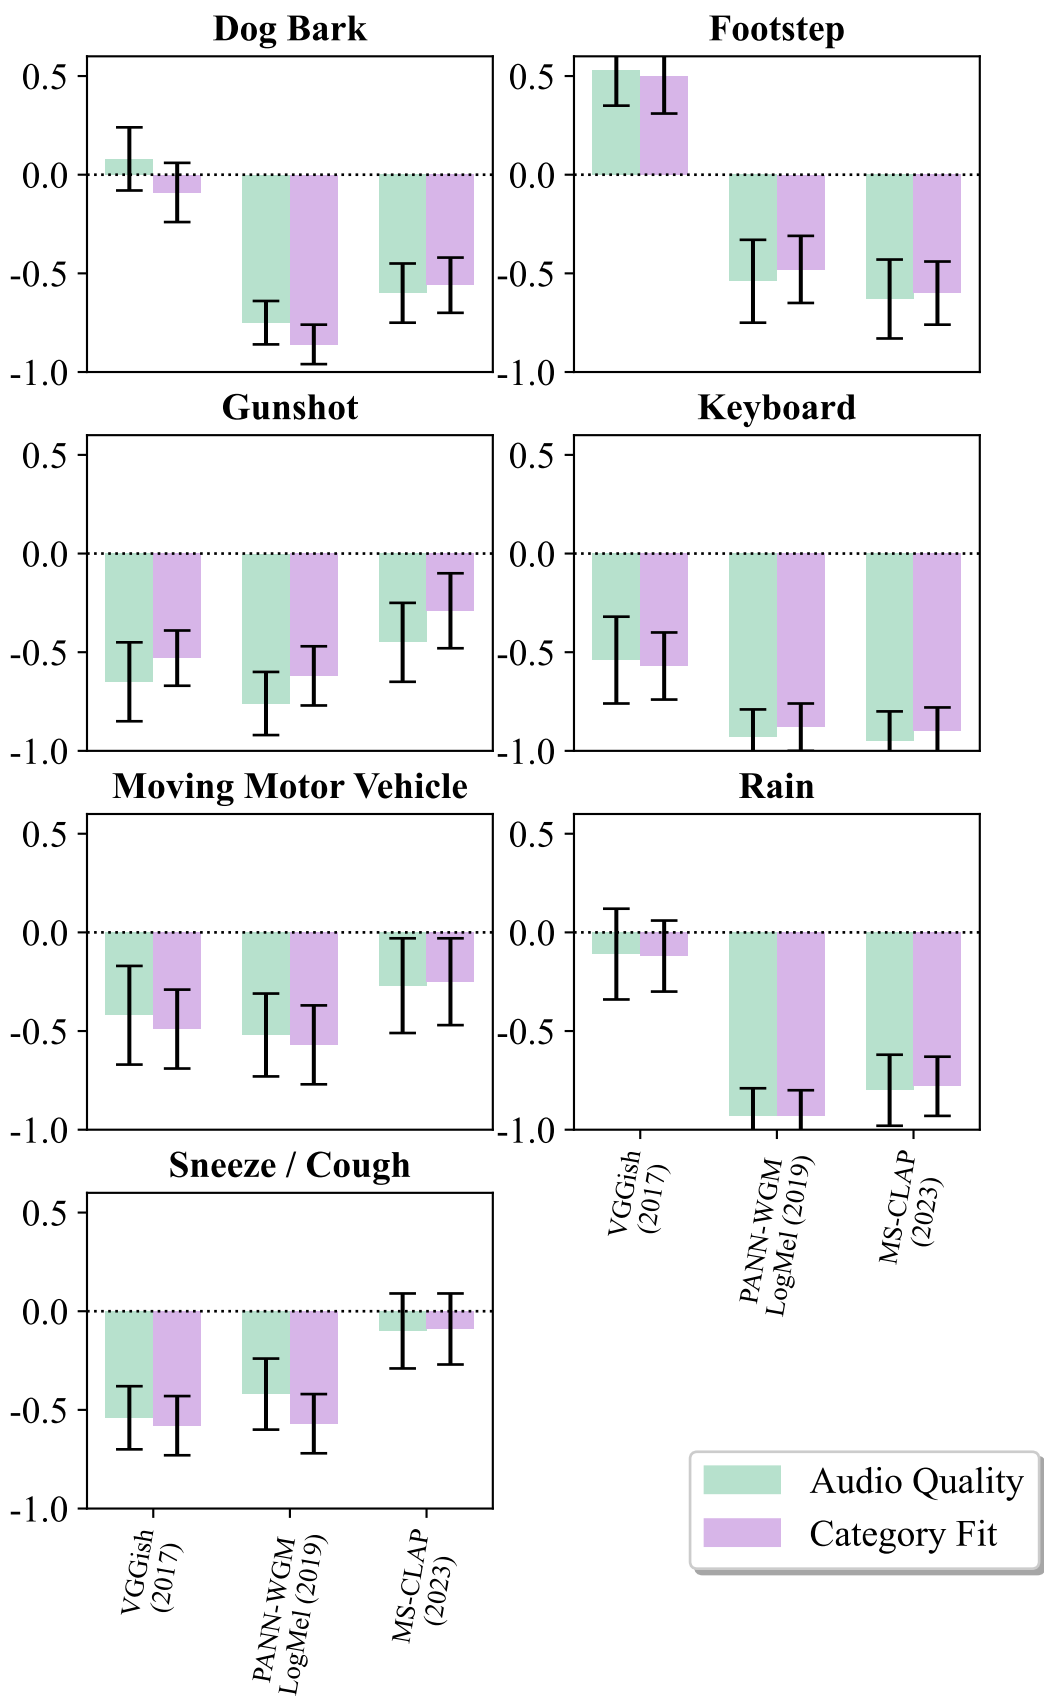 Dog Bark
0.5
0.0
-0.5
-1.0
Footstep
0.5
0.0
-0.5
-1.0
Gunshot
0.5
0.0
-0.5
-1.0
Keyboard
0.5
0.0
-0.5
-1.0
Moving Motor Vehicle
0.5
0.0
-0.5
-1.0
Rain
0.5
0.0
-0.5
-1.0
VGGish
(2017)
PANN-WGM
LogMel (2019)
MS-CLAP
(2023)
Sneeze / Cough
0.5
0.0
-0.5
-1.0
VGGish
(2017)
PANN-WGM
LogMel (2019)
MS-CLAP
(2023)
Audio Quality
Category Fit